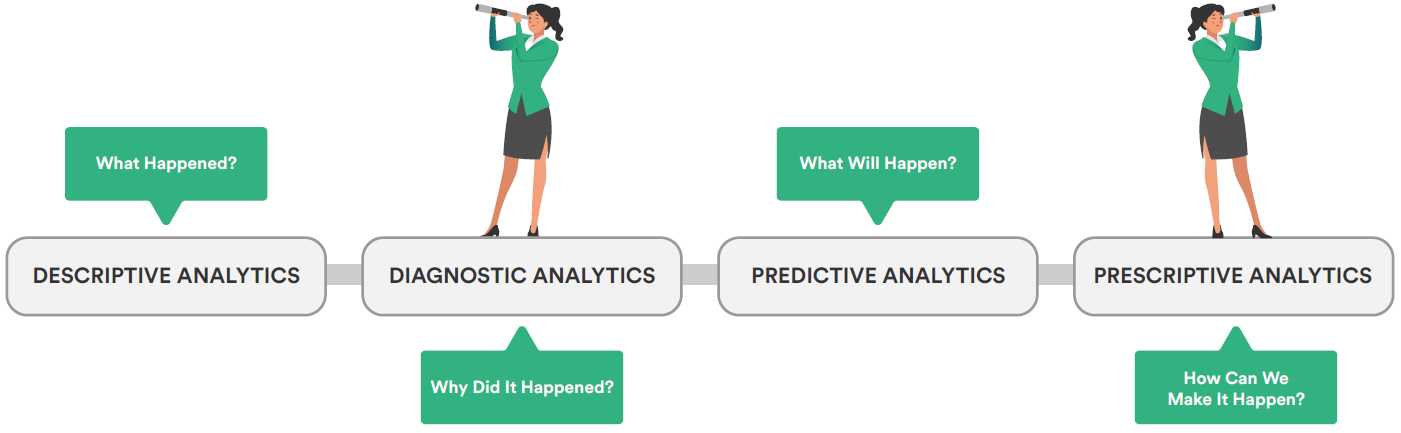 What Happened?
What Will Happen?
DESCRIPTIVE ANALYTICS
DIAGNOSTIC ANALYTICS
PREDICTIVE ANALYTICS
PRESCRIPTIVE ANALYTICS
Why Did It Happened?
How Can We
Make It Happen?